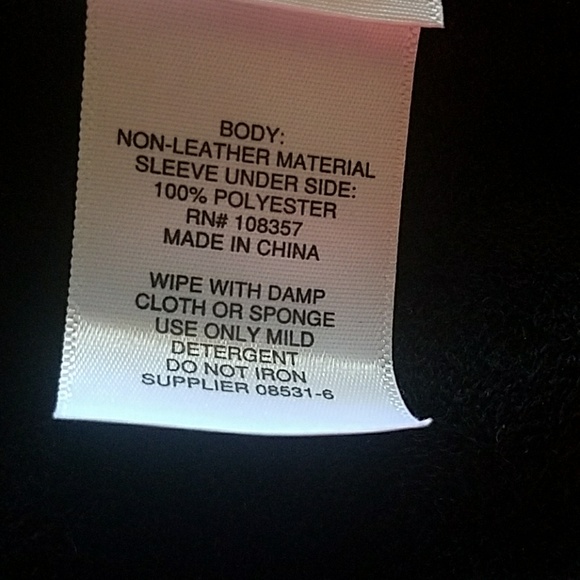 BODY:
NON-LEATHER MATERIAL
SLEEVE UNDER SIDE:
100% POLYESTER
RN# 108357
MADE IN CHINA
WIPE WITH DAMP
CLOTH OR SPONGE
USE ONLY MILD
DETERGENT
DO NOT IRON
SUPPLIER 08531-6